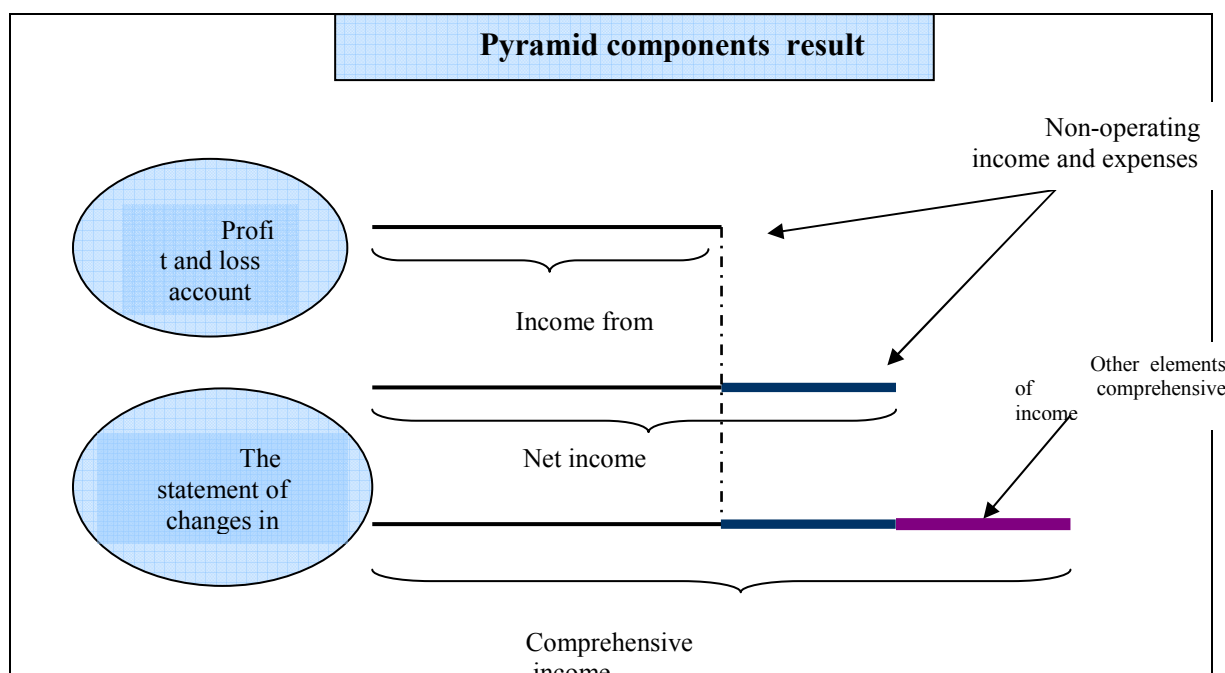 Pyramid components result
Non-operating
income and expenses
Profi
t and loss
account
Income from
Other elements
of comprehensive
income
The
statement of
changes in
Net income
Comprehensive
income